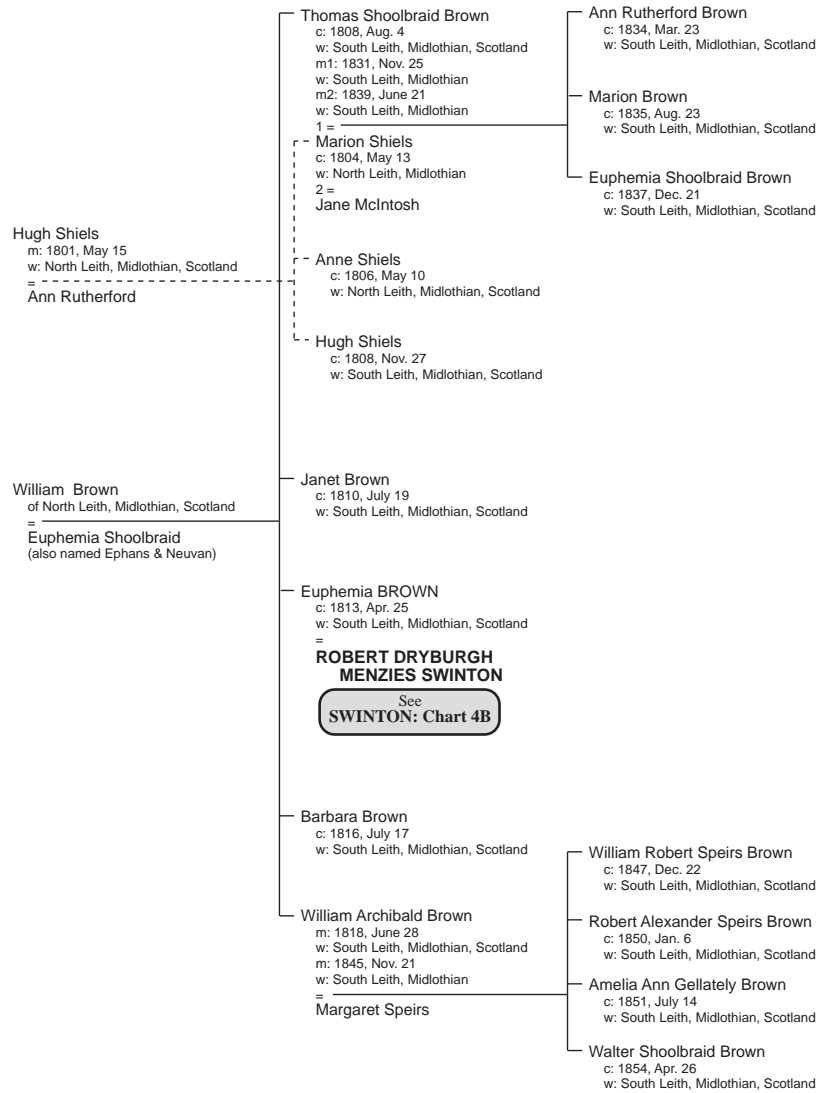 Hugh Shiels
m: 1801, May 15
w: North Leith, Midlothian, Scotland
=
Ann Rutherford
William Brown
of North Leith, Midlothian, Scotland
=
Euphemia Shoolbraid
(also named Ephans & Neuvan)
Thomas Shoolbraid Brown
c: 1808, Aug. 4
w: South Leith, Midlothian, Scotland
m1: 1831, Nov. 25
w: South Leith, Midlothian
m2: 1839, June 21
w: South Leith, Midlothian
1 =
Marion Shiels
c: 1804, May 13
w: North Leith, Midlothian
2 =
Jane McIntosh
Anne Shiels
c: 1806, May 10
w: North Leith, Midlothian, Scotland
Hugh Shiels
c: 1808, Nov. 27
w: South Leith, Midlothian, Scotland
Janet Brown
c: 1810, July 19
w: South Leith, Midlothian, Scotland
Euphemia BROWN
c: 1813, Apr. 25
w: South Leith, Midlothian, Scotland
=
ROBERT DRYBURGH
MENZIES SWINTON
See
SWINTON: Chart 4B
Barbara Brown
c: 1816, July 17
w: South Leith, Midlothian, Scotland
William Archibald Brown
m: 1818, June 28
w: South Leith, Midlothian, Scotland
m: 1845, Nov. 21
w: South Leith, Midlothian
=
Margaret Speirs
Ann Rutherford Brown
c: 1834, Mar. 23
w: South Leith, Midlothian, Scotland
Marion Brown
c: 1835, Aug. 23
w: South Leith, Midlothian, Scotland
Euphemia Shoolbraid Brown
c: 1837, Dec. 21
w: South Leith, Midlothian, Scotland
William Robert Speirs Brown
c: 1847, Dec. 22
w: South Leith, Midlothian, Scotland
Robert Alexander Speirs Brown
c: 1850, Jan. 6
w: South Leith, Midlothian, Scotland
Amelia Ann Gellately Brown
c: 1851, July 14
w: South Leith, Midlothian, Scotland
Walter Shoolbraid Brown
c: 1854, Apr. 26
w: South Leith, Midlothian, Scotland